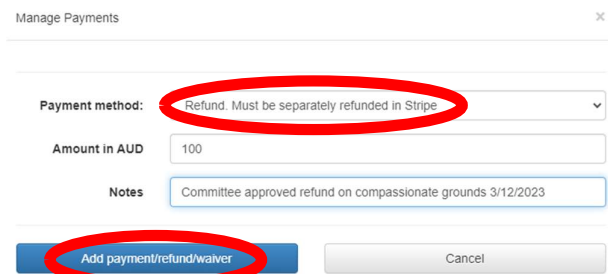 Manage Payments ×
Payment method: Refund. Must be separately refunded in Stripe
Amount in AUD 100
Notes Committee approved refund on compassionate grounds 3/12/2023
Add payment/refund/waiver Cancel